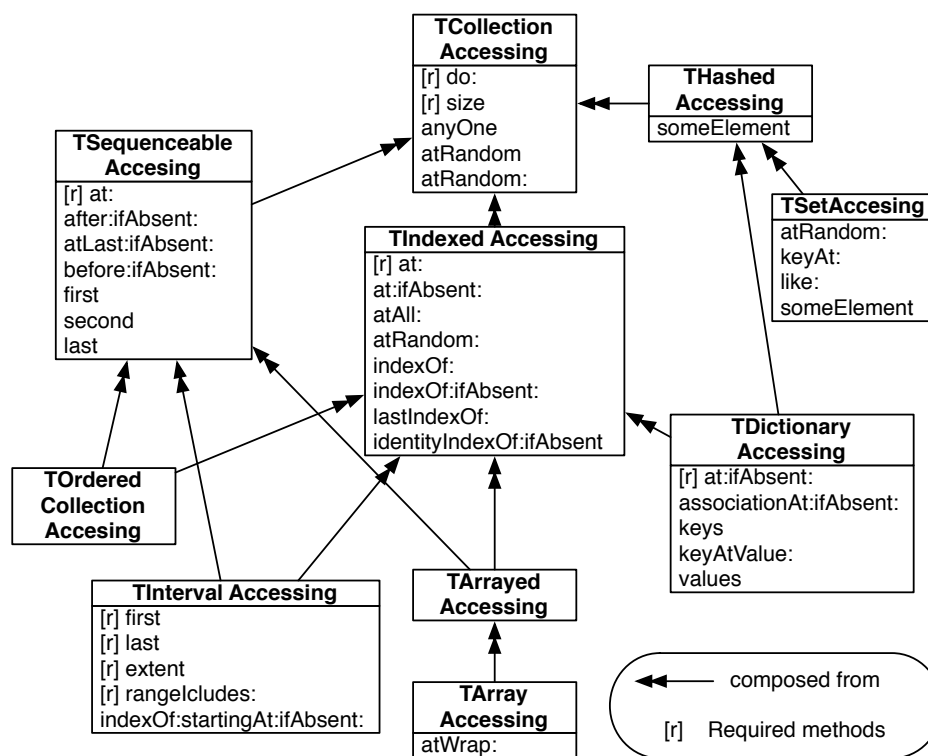 TCollection
Accessing
[r] do:
[r] size
anyOne
atRandom
atRandom:
THashed
Accessing
someElement
TSequenceable
Accesing
[r] at:
after:ifAbsent:
atLast:ifAbsent:
before:ifAbsent:
first
second
last
TSetAccesing
atRandom:
keyAt:
like:
someElement
TIndexed Accessing
[r] at:
at:ifAbsent:
atAll:
atRandom:
indexOf:
indexOf:ifAbsent:
lastIndexOf:
identityIndexOf:ifAbsent
TDictionary
Accessing
[r] at:ifAbsent:
associationAt:ifAbsent:
keys
keyAtValue:
values
TOrdered
Collection
Accesing
TInterval Accessing
[r] first
[r] last
[r] extent
[r] rangeIcludes:
indexOf:startingAt:ifAbsent:
TArrayed
Accessing
TArray
Accessing
atWrap:
composed from
[r] Required methods